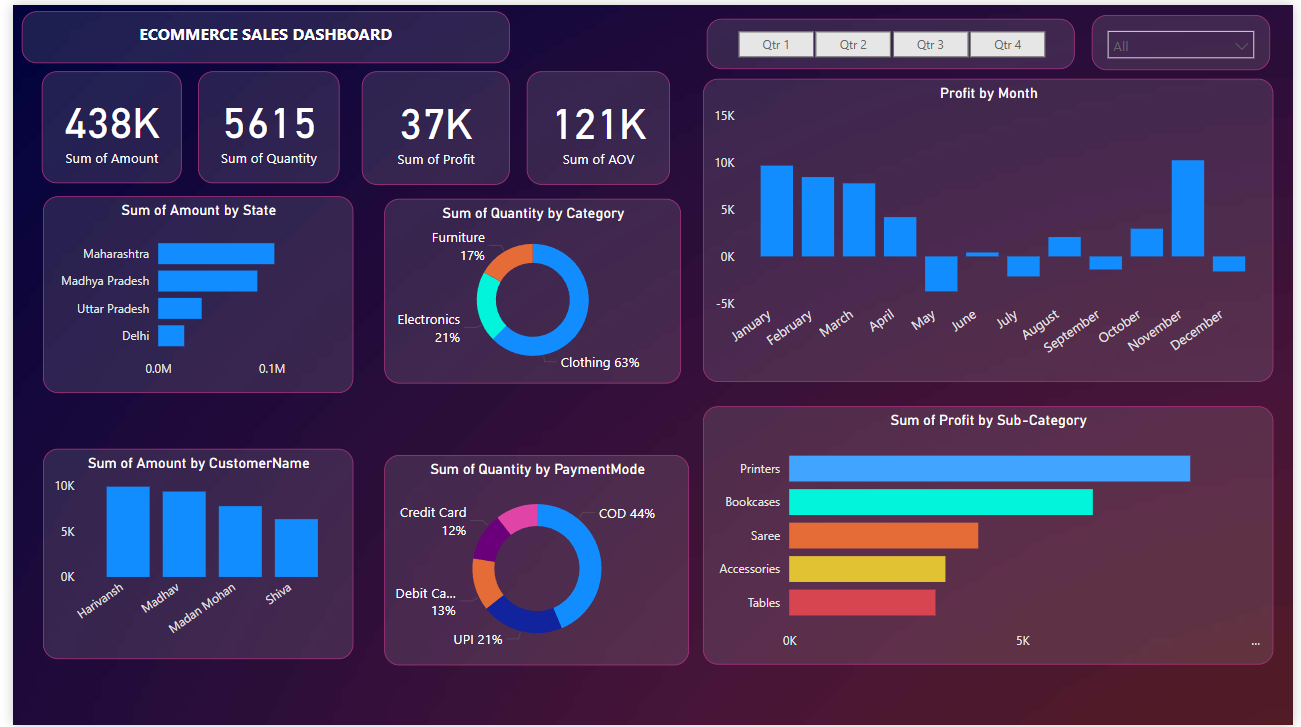 ECOMMERCE SALES DASHBOARD
Qtr 1
Qtr 2
Qtr 3
Qtr 4
All
438K
Sum of Amount
5615
Sum of Quantity
37K
Sum of Profit
121K
Sum of AOV
Profit by Month
15K
10K
5K
0K
-5K
January
February
March
April
May
June
July
August
September
October
November
December
Sum of Amount by State
Maharashtra
Madhya Pradesh
Uttar Pradesh
Delhi
0.0M
0.1M
Sum of Quantity by Category
Furniture
17%
Electronics
21%
Clothing 63%
Sum of Amount by CustomerName
10K
5K
0K
Harivansh
Madhav
Madan Mohan
Shiva
Sum of Quantity by PaymentMode
Credit Card
12%
COD 44%
Debit Ca...
13%
UPI 21%
Sum of Profit by Sub-Category
Printers
Bookcases
Saree
Accessories
Tables
0K
5K
...